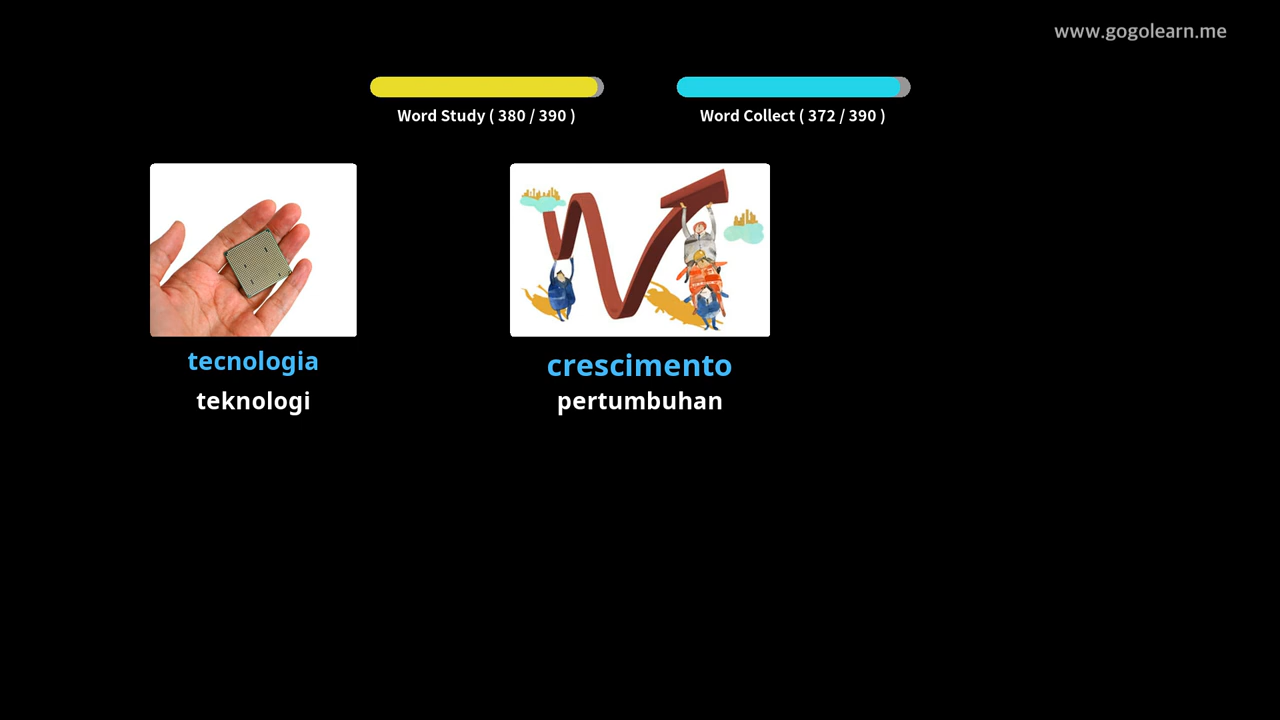 www.gogolearn.me
Word Study ( 380 / 390 )
Word Collect ( 372 / 390 )
tecnologia
teknologi
crescimento
pertumbuhan